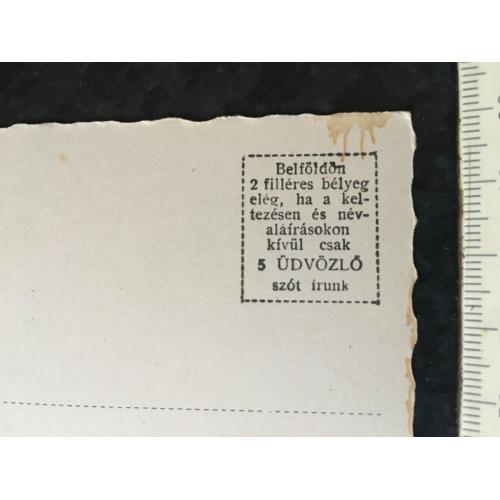 Belföldön
2 filléres bélyeg
elég, ha a kel-
tezésen és név-
aláírásokon
kívül csak
5 ÜDVÖZLŐ
szót írunk